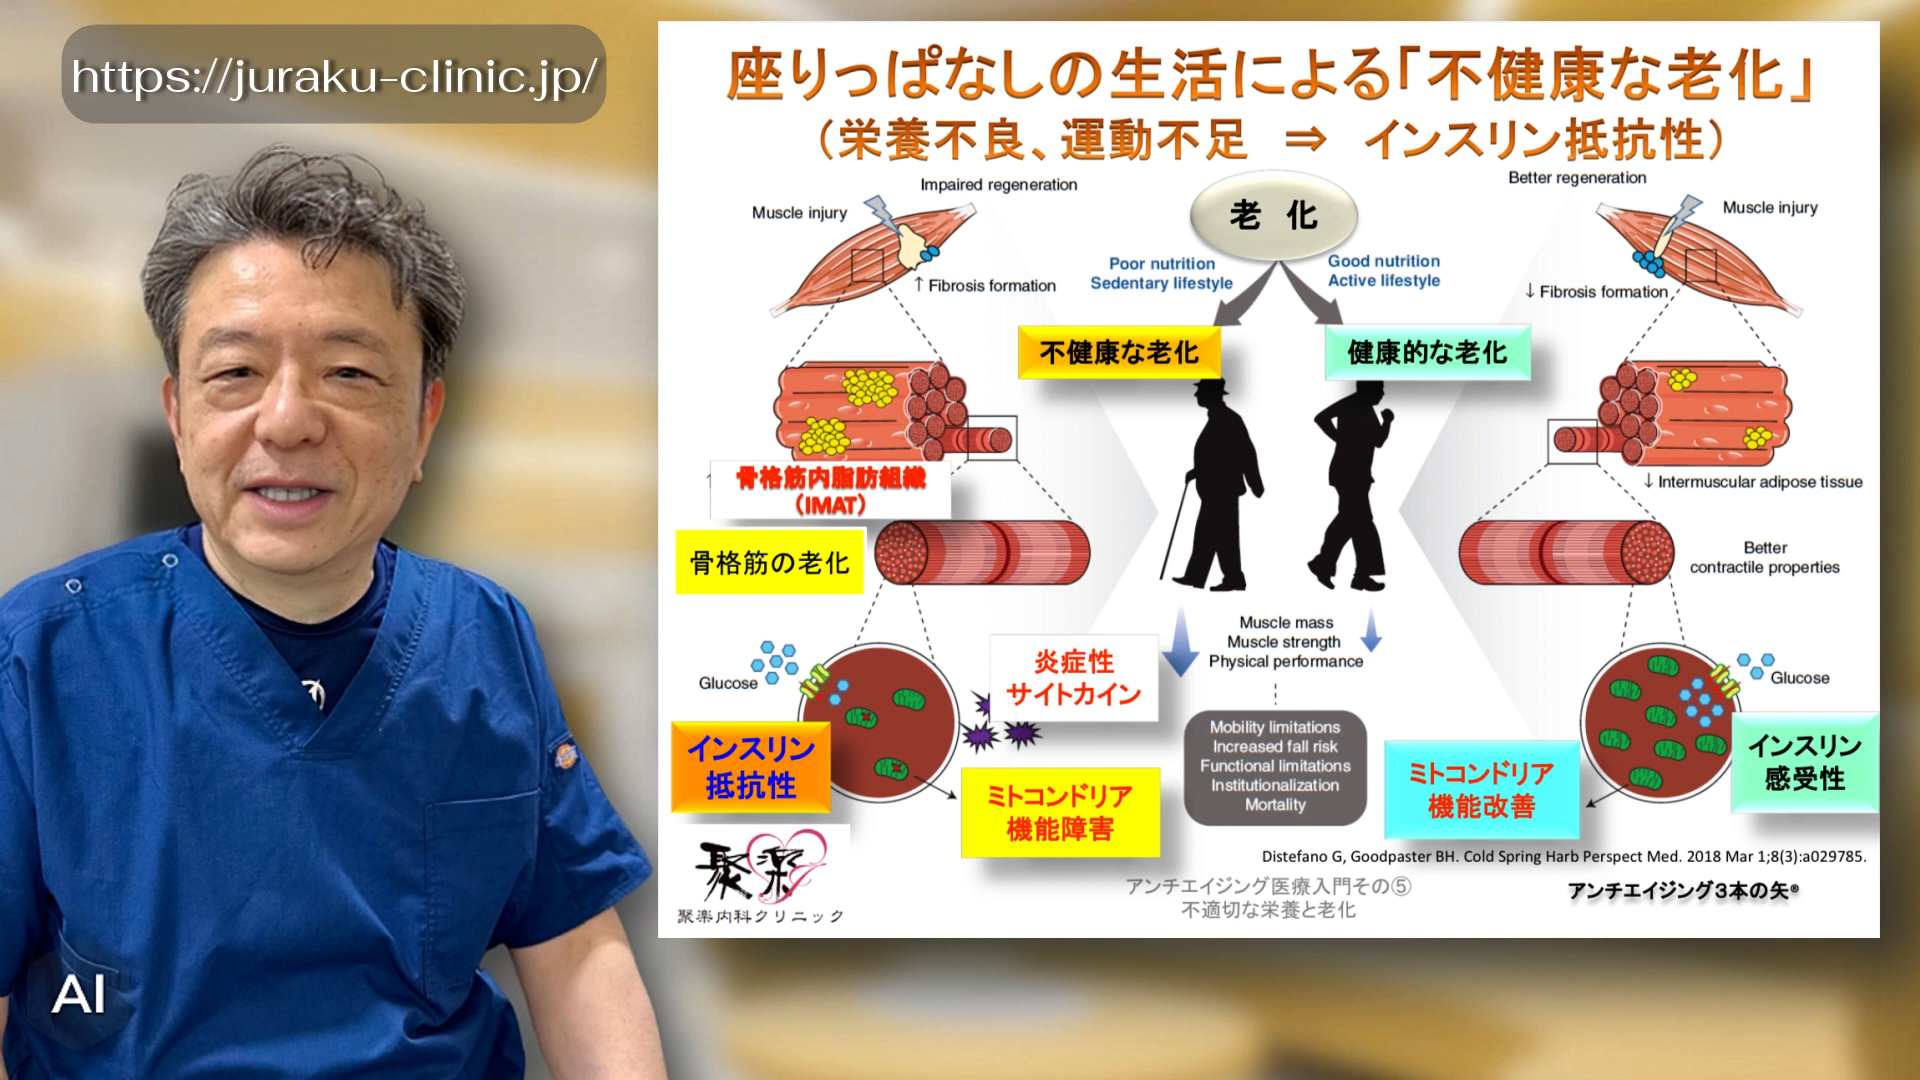 https://juraku-clinic.jp/
座りっぱなしの生活による「不健康な老化」
（栄養不良、運動不足　⇒　インスリン抵抗性）
Impaired regeneration
Muscle injury
↑ Fibrosis formation
老 化
Poor nutrition
Sedentary lifestyle
Good nutrition
Active lifestyle
Better regeneration
Muscle injury
↓ Fibrosis formation
不健康な老化
健康的な老化
↑
骨格筋内脂肪組織
（IMAT）
↓ Intermuscular adipose tissue
骨格筋の老化
Better
contractile properties
Muscle mass
Muscle strength
Physical performance
Glucose
炎症性
サイトカイン
Glucose
インスリン
抵抗性
ミトコンドリア
機能障害
Mobility limitations
Increased fall risk
Functional limitations
Institutionalization
Mortality
ミトコンドリア
機能改善
インスリン
感受性
Distefano G, Goodpaster BH. Cold Spring Harb Perspect Med. 2018 Mar 1;8(3):a029785.
聚楽
聚楽内科クリニック
アンチエイジング医療入門その⑤
不適切な栄養と老化
アンチエイジング3本の矢®
AI